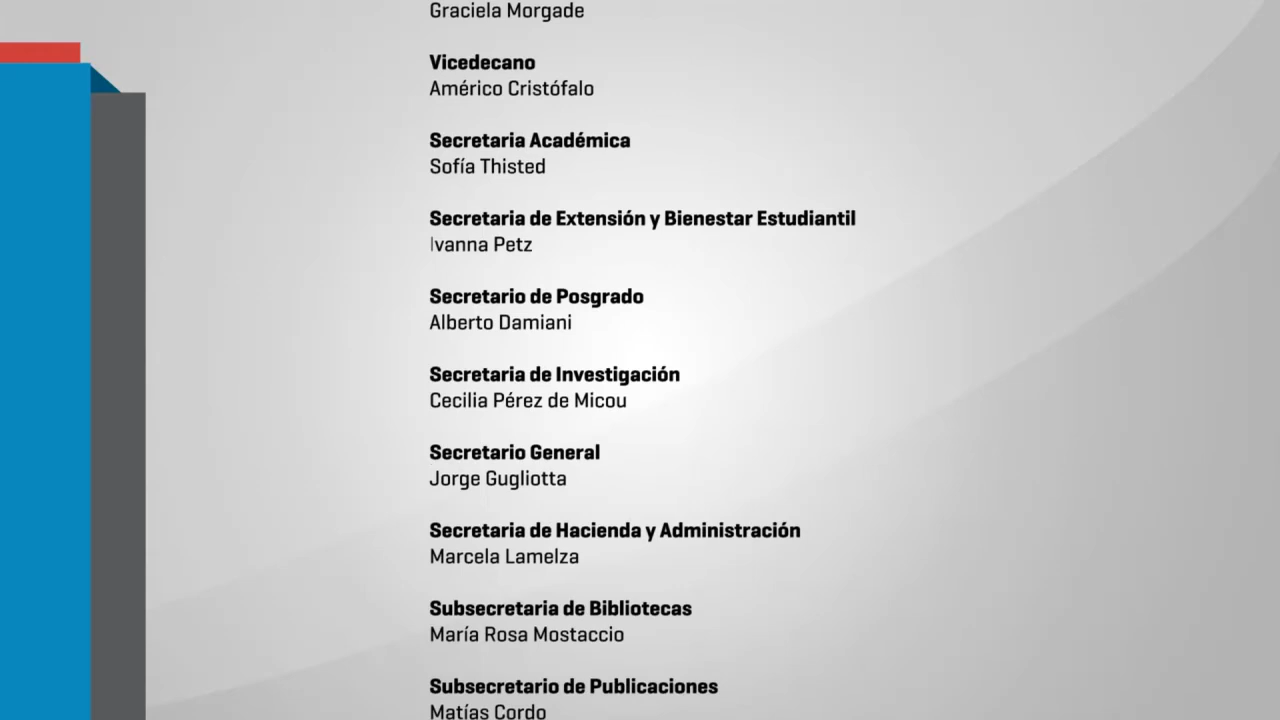 Graciela Morgade
Vicedecano
Américo Cristófalo
Secretaria Académica
Sofía Thisted
Secretaria de Extensión y Bienestar Estudiantil
Ivanna Petz
Secretario de Posgrado
Alberto Damiani
Secretaria de Investigación
Cecilia Pérez de Micou
Secretario General
Jorge Gugliotta
Secretaria de Hacienda y Administración
Marcela Lamelza
Subsecretaria de Bibliotecas
María Rosa Mostaccio
Subsecretario de Publicaciones
Matías Cordo